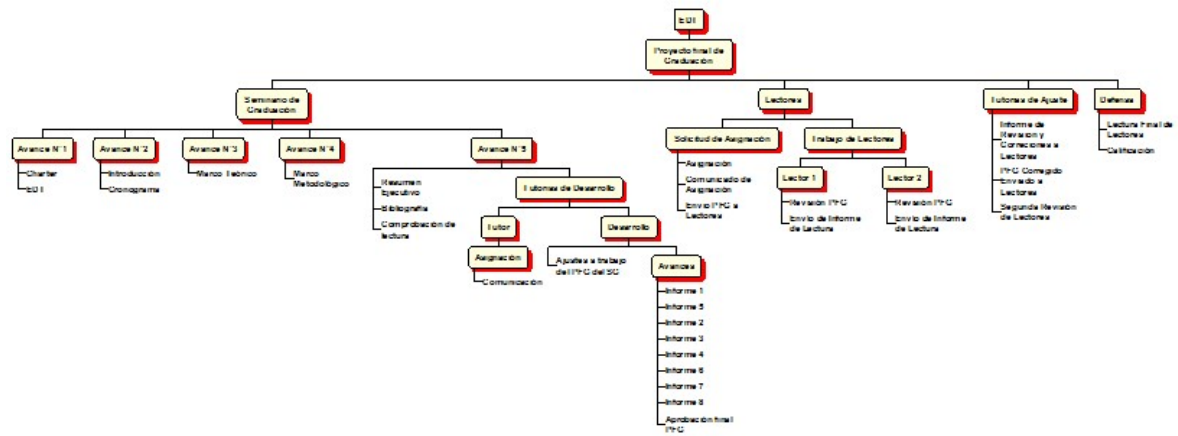 EDT
Proyecto final de
Graduación
Seminario de
Graduación
Lectores
Tutorias de Ajuste
Defensa
Avance N°1
Charter
EDT
Avance N°2
Introducción
Cronograma
Avance N°3
Marco Teórico
Avance N°4
Marco
Metodológico
Avance N°5
Resumen
Ejecutivo
Bibliografía
Comprobación de
lectura
Tutorias de Desarrollo
Tutor
Asignación
Comunicación
Desarrollo
Ajustes a trabajo
del PFG del SG
Avances
Informe 1
Informe 5
Informe 2
Informe 3
Informe 4
Informe 6
Informe 7
Informe 8
Aprobación final
PFG
Solicitud de Asignación
Asignación
Comunicado de
Asignación
Envío PFG a
Lectores
Trabajo de Lectores
Lector 1
Revisión PFG
Envío de Informe
de Lectura
Lector 2
Revisión PFG
Envío de Informe
de Lectura
Informe de
Revisión y
Correciones a
Lectores
PFG Corregido
Enviado a
Lectores
Segunda Revisión
de Lectores
Lectura Final de
Lectores
Calificación